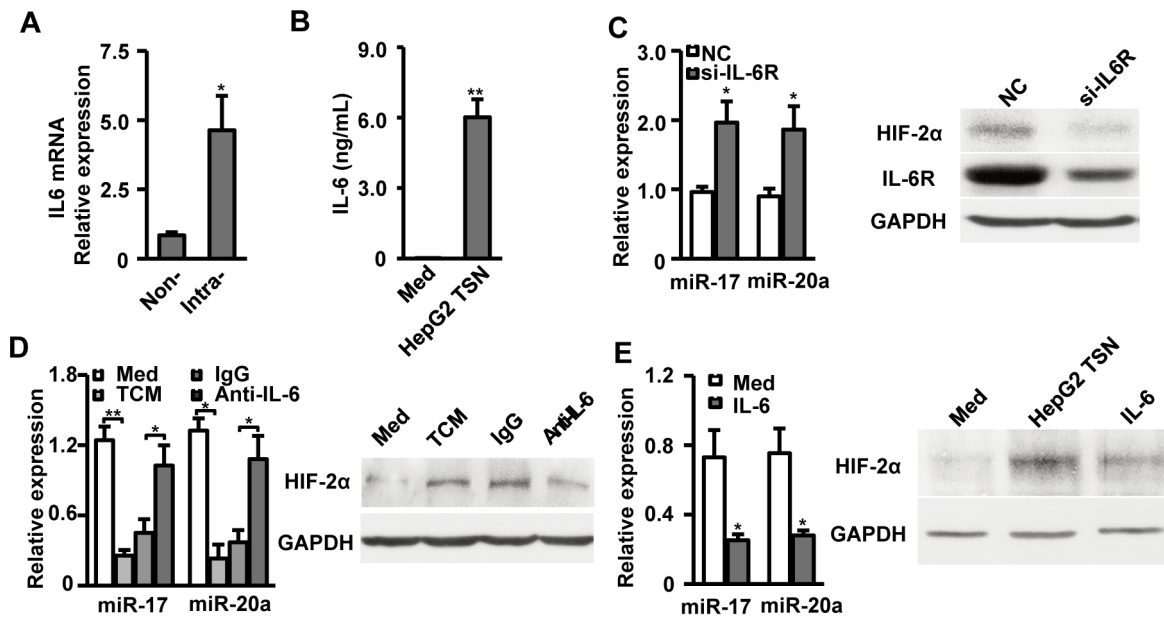 A
IL6 mRNA
Relative expression
7.5
*
5.0
2.5
0
Non-
Intra-
B
IL-6 (ng/mL)
9.0
**
6.0
3.0
0
Med
HepG2 TSN
C
Relative expression
3.0
NC
si-IL-6R
*
*
2.0
1.0
0.0
miR-17
miR-20a
NC
si-IL6R
HIF-2α
IL-6R
GAPDH
D
Relative expression
1.8
Med
IgG
TCM
Anti-IL-6
**
*
*
*
1.2
0.6
0
miR-17
miR-20a
Med
TCM
IgG
Anti-IL-6
HIF-2α
GAPDH
E
Relative expression
1.2
Med
IL-6
0.8
0.4
*
*
0.0
miR-17
miR-20a
Med
HepG2 TSN
IL-6
HIF-2α
GAPDH